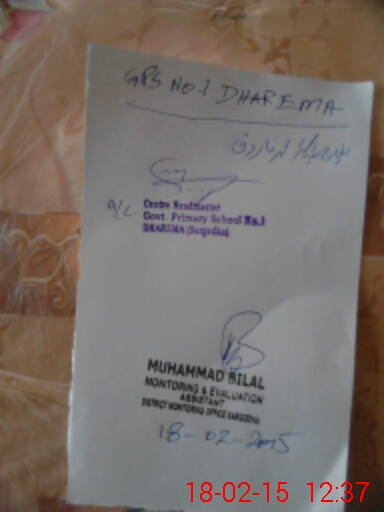 GPS No.1 DHAREMA
Centre Headmaster
Govt. Primary School No.1
DHAREMA (Sargodha)
MUHAMMAD BILAL
MONITORING & EVALUATION
ASSISTANT
DISTRICT MONITORING OFFICE SARGODHA
18-02-2015
18-02-15 12:37